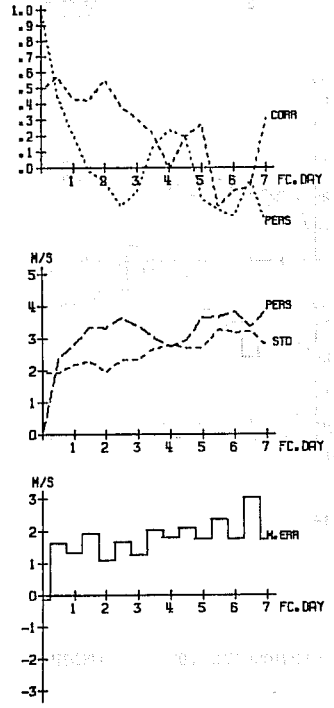 1.0
.9
.8
.7
.6
.5
.4
.3
.2
.1
.0
CORR
1 2 3 4 5 6 7 FC.DAY
PERS
M/S
5
4
3
2
1
0
PERS
STD
1 2 3 4 5 6 7 FC.DAY
M/S
3
2
1
0
-1
-2
-3
M.ERR
1 2 3 4 5 6 7 FC.DAY